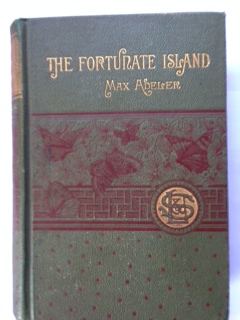 THE FORTUNATE ISLAND
MAX ADELER